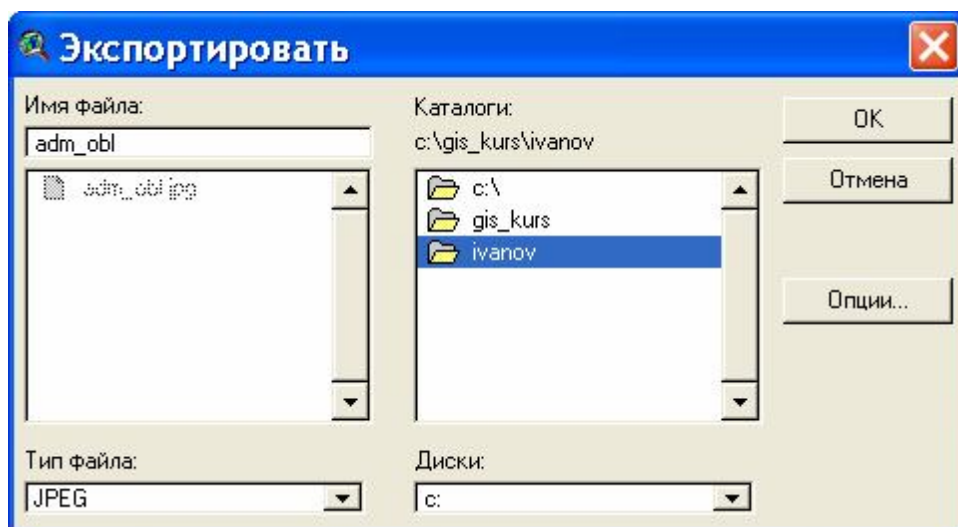 Экспортировать
Имя файла:
adm_obl
adm_obl.jpg
Тип файла:
JPEG
Каталоги:
c:\gis_kurs\ivanov
c:\
gis_kurs
ivanov
Диски:
c:
OK
Отмена
Опции...